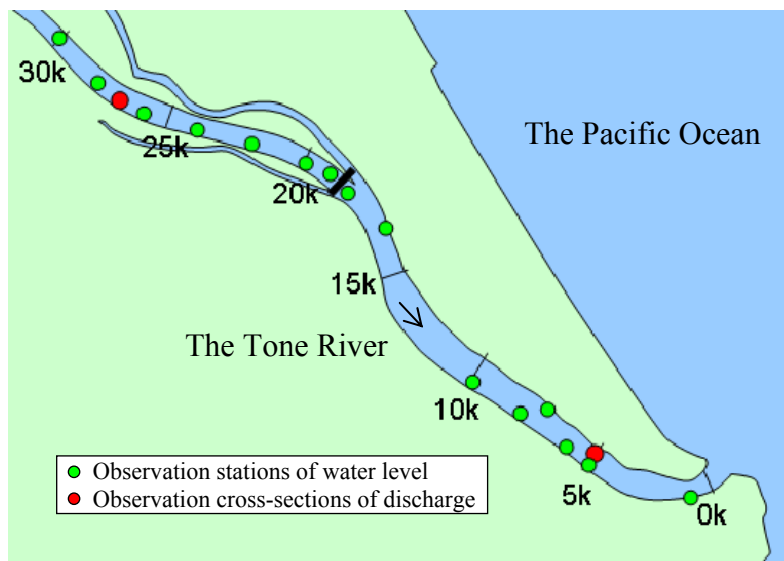 30k
The Pacific Ocean
25k
20k
15k
The Tone River
10k
Observation stations of water level
Observation cross-sections of discharge
5k
0k